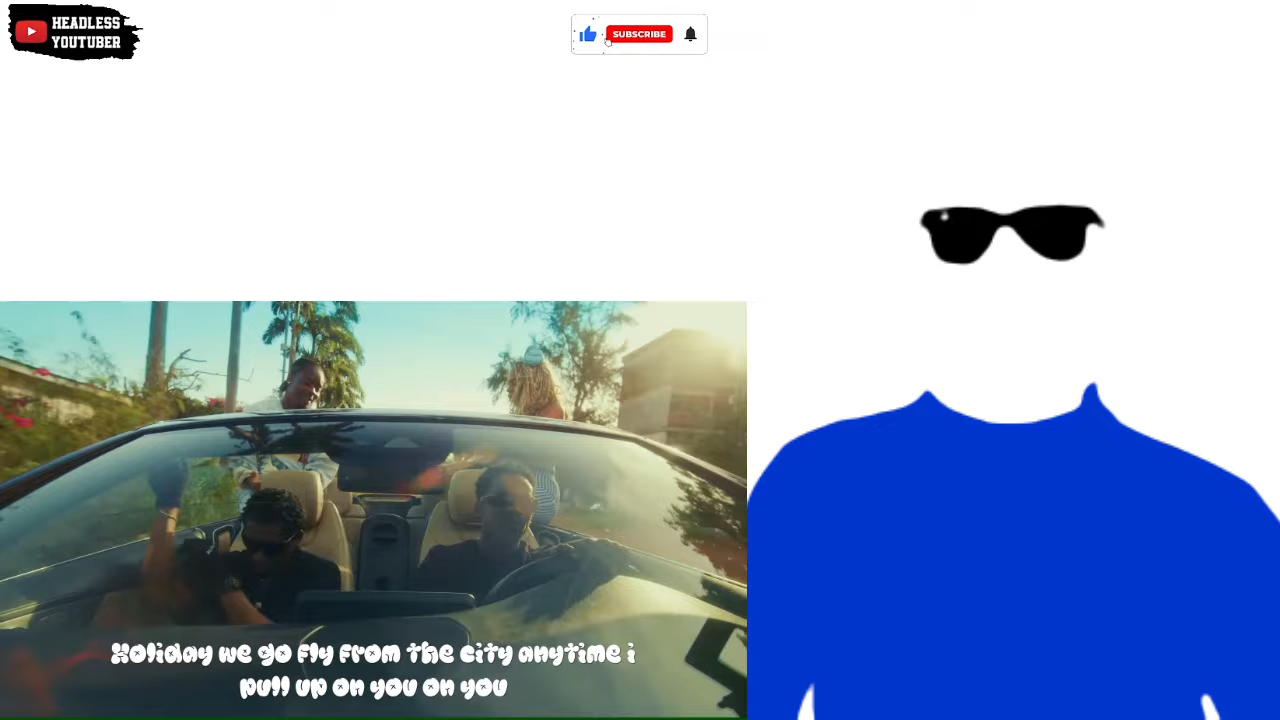 HEADLESS
YOUTUBER
SUBSCRIBE
Holiday we go fly from the city anytime i
pull up on you on you